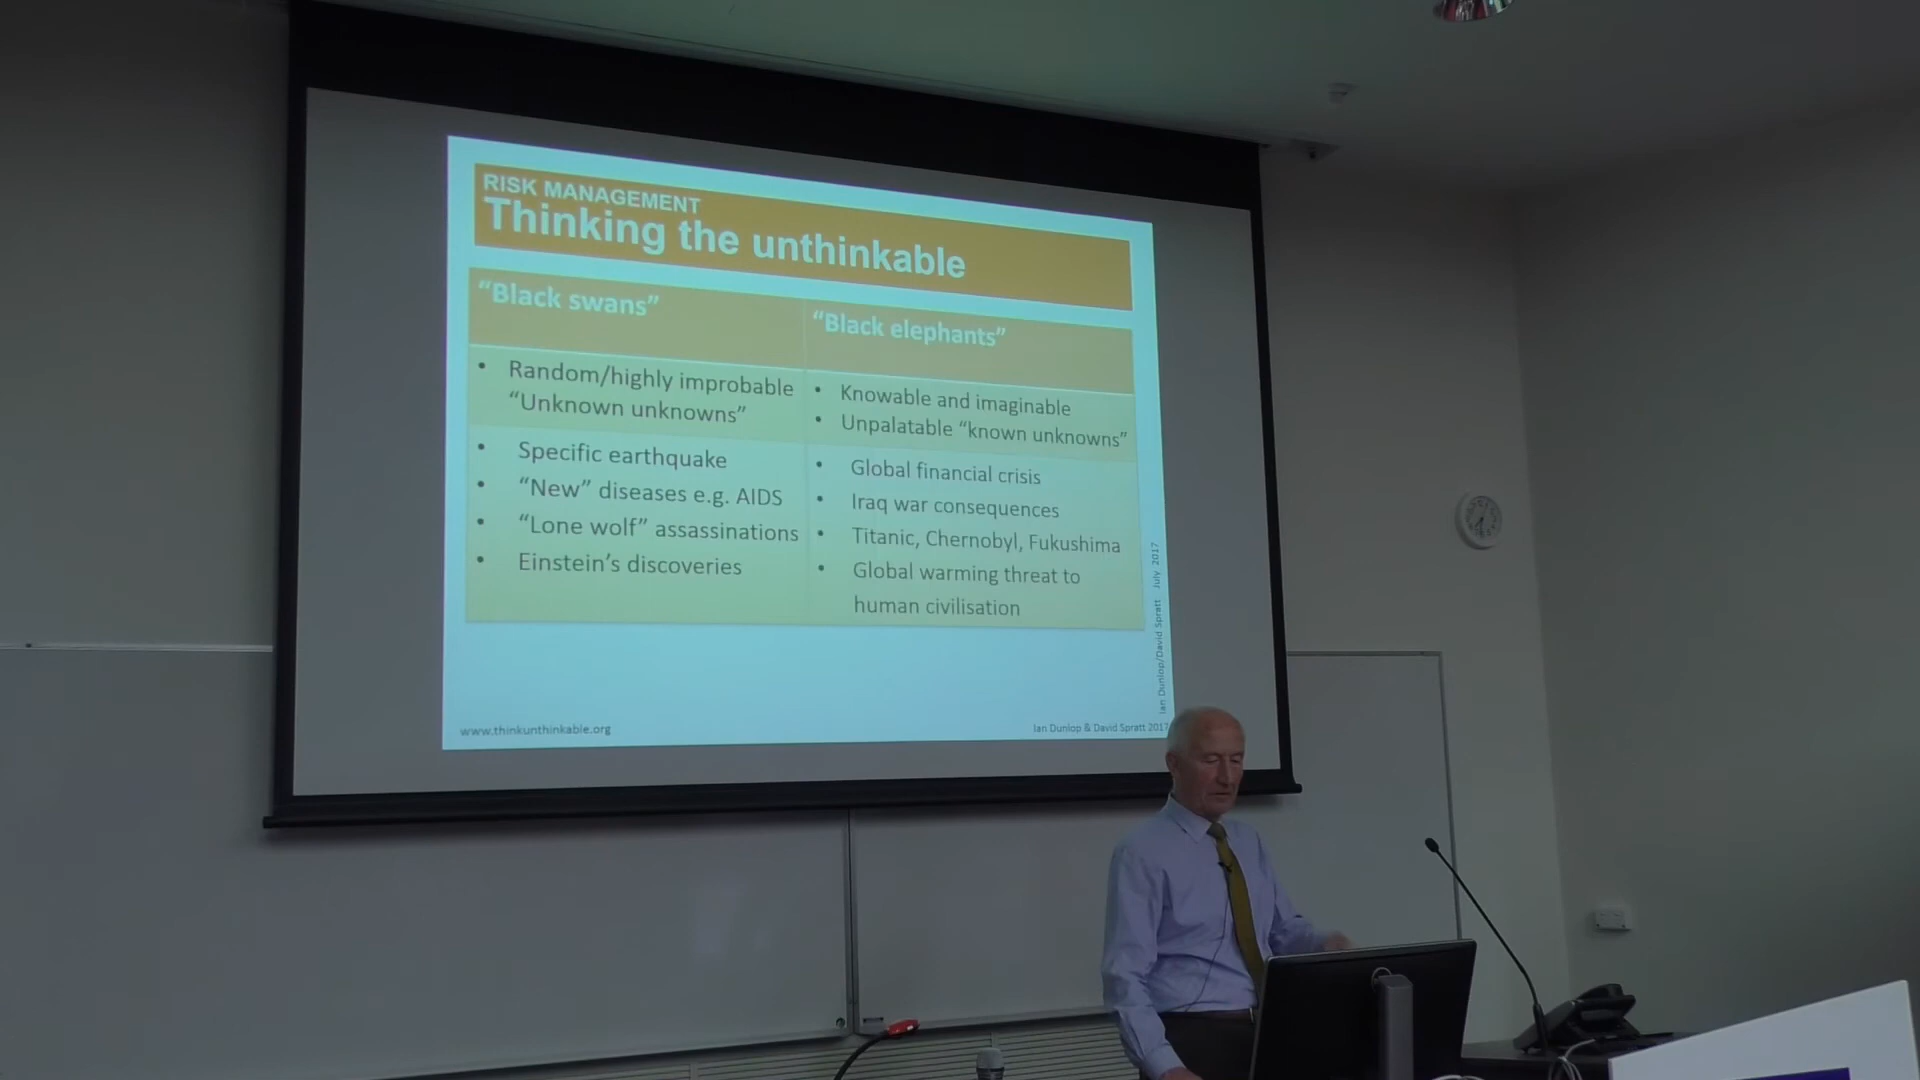 RISK MANAGEMENT
Thinking the unthinkable
“Black swans”
• Random/highly improbable
“Unknown unknowns”
• Specific earthquake
• “New” diseases e.g. AIDS
• “Lone wolf” assassinations
• Einstein’s discoveries
“Black elephants”
• Knowable and imaginable
• Unpalatable “known unknowns”
• Global financial crisis
• Iraq war consequences
• Titanic, Chernobyl, Fukushima
• Global warming threat to
human civilisation
Ian Dunlop/David Spratt July 2017
www.thinkunthinkable.org
Ian Dunlop & David Spratt 2017